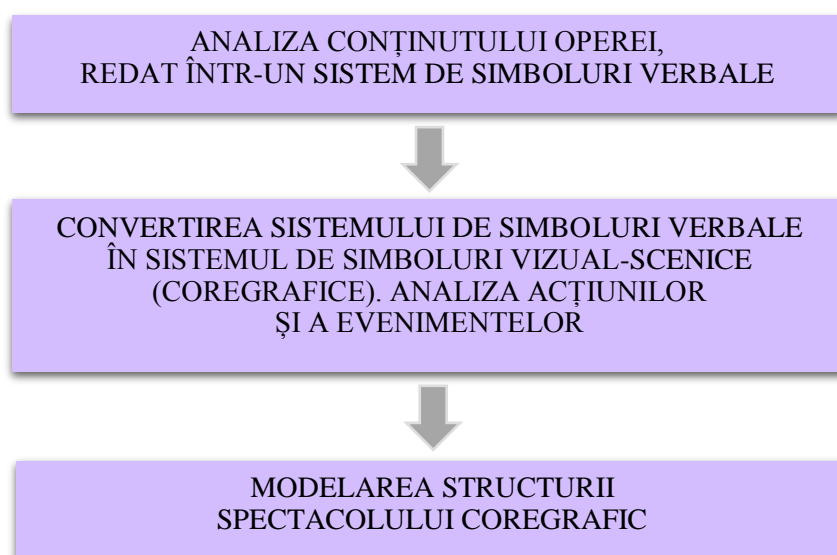 ANALIZA CONȚINUTULUI OPEREI,
REDAT ÎNTR-UN SISTEM DE SIMBOLURI VERBALE
CONVERTIREA SISTEMULUI DE SIMBOLURI VERBALE
ÎN SISTEMUL DE SIMBOLURI VIZUAL-SCENICE
(COREGRAFICE). ANALIZA ACȚIUNILOR
ȘI A EVENIMENTELOR
MODELAREA STRUCTURII
SPECTACOLULUI COREGRAFIC